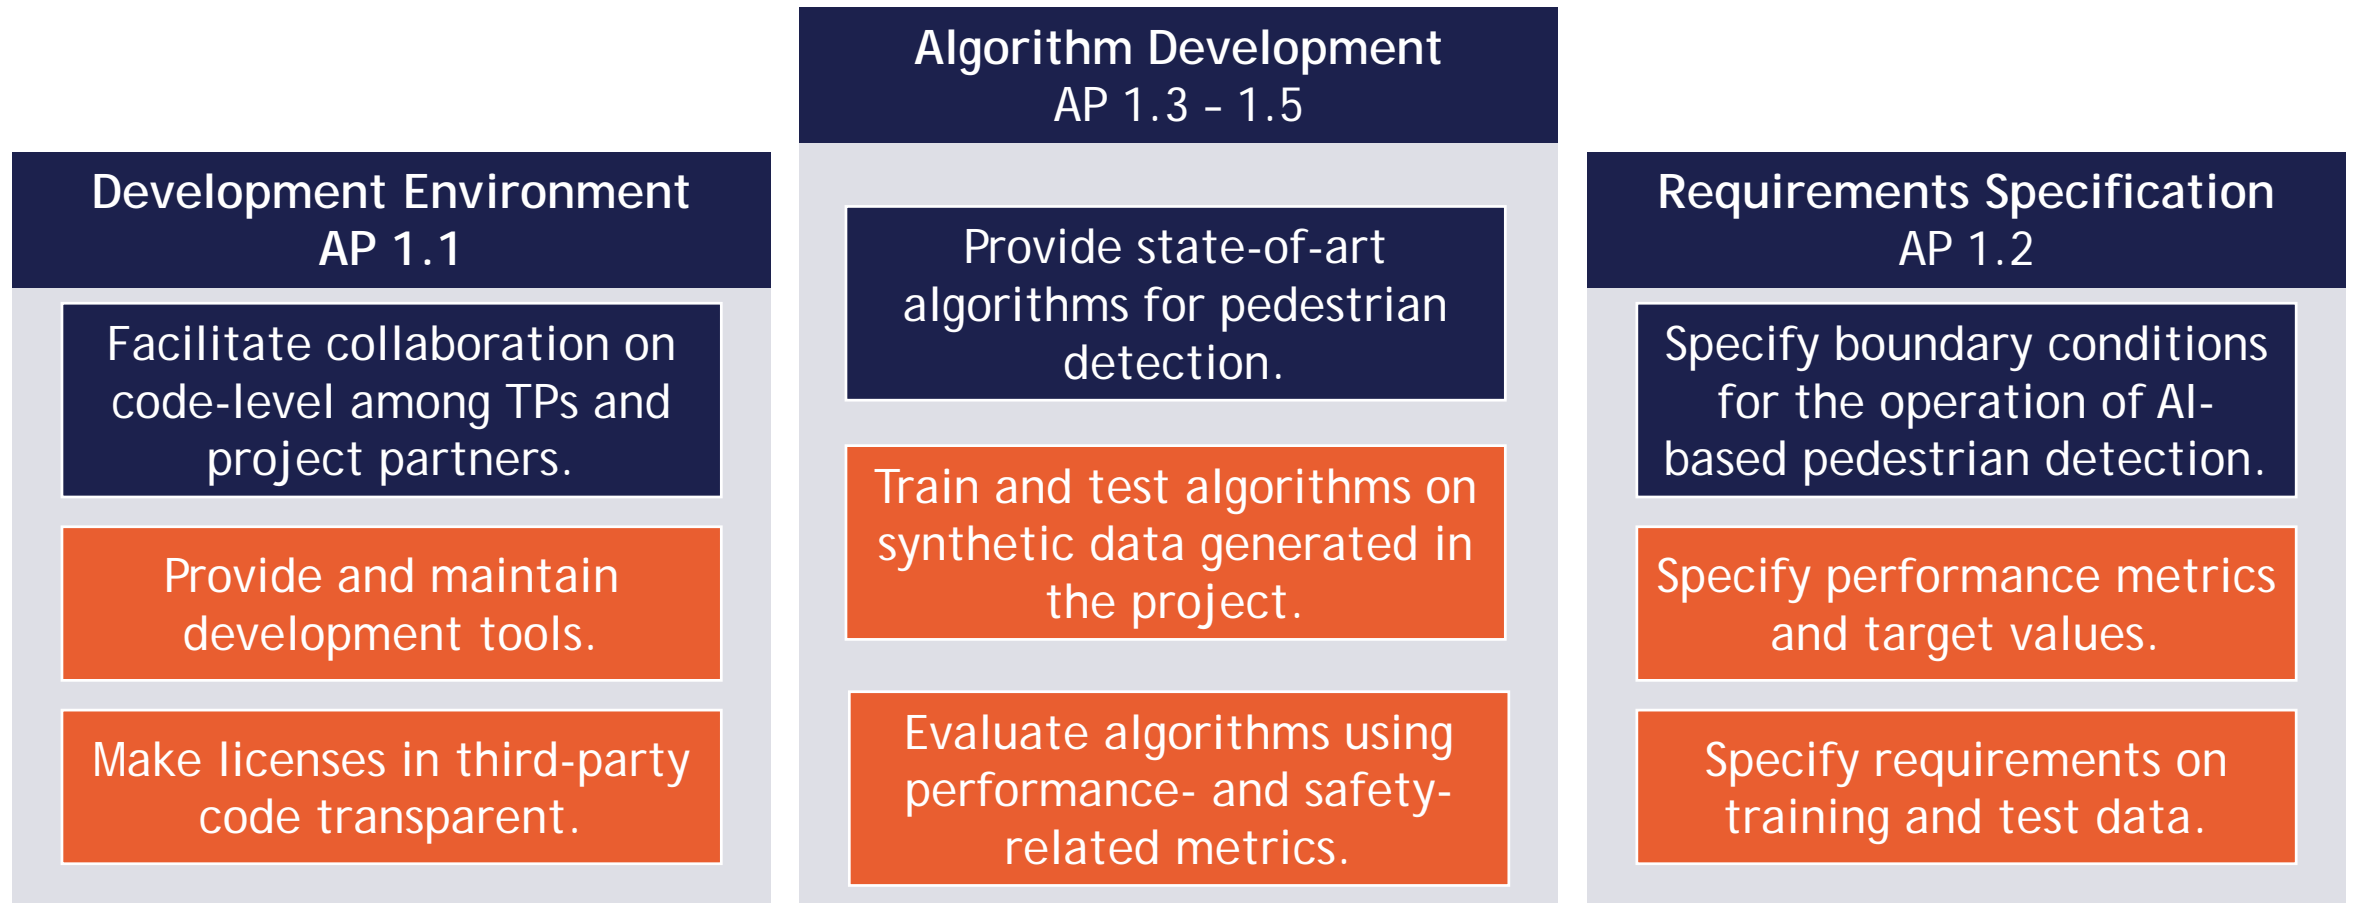 Development Environment
AP 1.1
Facilitate collaboration on
code-level among TPs and
project partners.
Provide and maintain
development tools.
Make licenses in third-party
code transparent.
Algorithm Development
AP 1.3 – 1.5
Provide state-of-art
algorithms for pedestrian
detection.
Train and test algorithms on
synthetic data generated in
the project.
Evaluate algorithms using
performance- and safety-
related metrics.
Requirements Specification
AP 1.2
Specify boundary conditions
for the operation of AI-
based pedestrian detection.
Specify performance metrics
and target values.
Specify requirements on
training and test data.